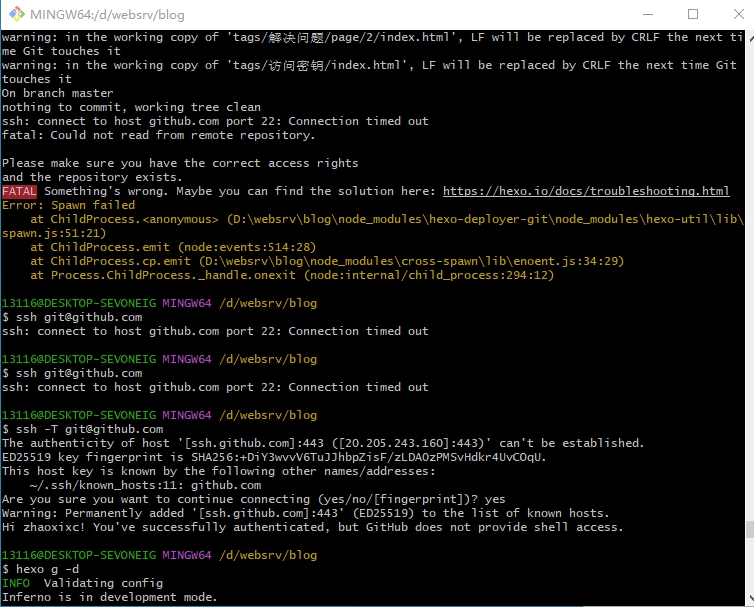 MINGW64:/d/websrv/blog
warning: in the working copy of 'tags/解决问题/page/2/index.html', LF will be replaced by CRLF the next ti
me Git touches it
warning: in the working copy of 'tags/访问密钥/index.html', LF will be replaced by CRLF the next time Git
touches it
On branch master
nothing to commit, working tree clean
ssh: connect to host github.com port 22: Connection timed out
fatal: Could not read from remote repository.
Please make sure you have the correct access rights
and the repository exists.
FATAL Something's wrong. Maybe you can find the solution here: https://hexo.io/docs/troubleshooting.html
Error: Spawn failed
at ChildProcess.<anonymous> (D:\websrv\blog\node_modules\hexo-deployer-git\node_modules\hexo-util\lib\
spawn.js:51:21)
at ChildProcess.emit (node:events:514:28)
at ChildProcess.cp.emit (D:\websrv\blog\node_modules\cross-spawn\lib\enoent.js:34:29)
at Process.ChildProcess._handle.onexit (node:internal/child_process:294:12)
13116@DESKTOP-SEVONEIG MINGW64 /d/websrv/blog
$ ssh git@github.com
ssh: connect to host github.com port 22: Connection timed out
13116@DESKTOP-SEVONEIG MINGW64 /d/websrv/blog
$ ssh git@github.com
ssh: connect to host github.com port 22: Connection timed out
13116@DESKTOP-SEVONEIG MINGW64 /d/websrv/blog
$ ssh -T git@github.com
The authenticity of host '[ssh.github.com]:443 ([20.205.243.160]:443)' can't be established.
ED25519 key fingerprint is SHA256:+DiY3wvvV6TuJJhbpZisF/zLDA0zPMSvHdkr4UvCOqU.
This host key is known by the following other names/addresses:
~/.ssh/known_hosts:11: github.com
Are you sure you want to continue connecting (yes/no/[fingerprint])? yes
Warning: Permanently added '[ssh.github.com]:443' (ED25519) to the list of known hosts.
Hi zhaoxixc! You've successfully authenticated, but GitHub does not provide shell access.
13116@DESKTOP-SEVONEIG MINGW64 /d/websrv/blog
$ hexo g -d
INFO  Validating config
Inferno is in development mode.